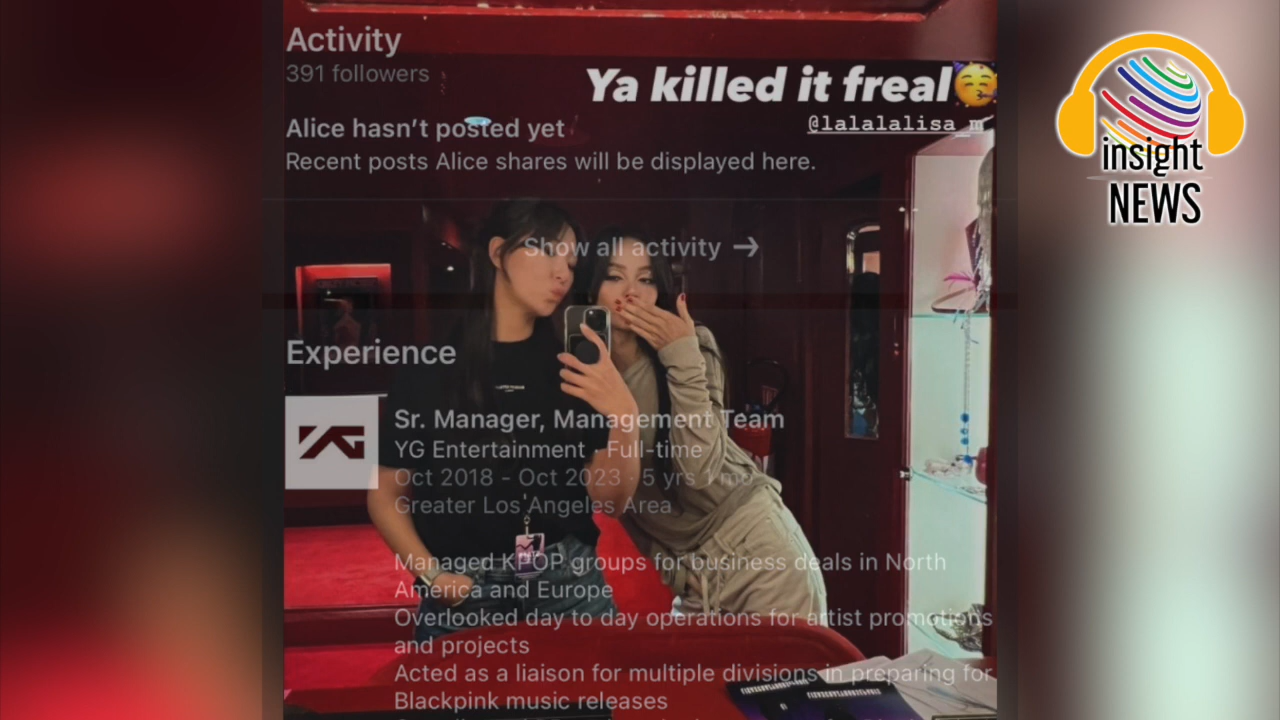 Activity
391 followers
Ya killed it freal
@lalalalisa_m
Alice hasn't posted yet
Recent posts Alice shares will be displayed here.
Show all activity →
Experience
YG
Sr. Manager, Management Team
YG Entertainment · Full-time
Oct 2018 - Oct 2023 · 5 yrs 1 mo
Greater Los Angeles Area
Managed KPOP groups for business deals in North
America and Europe
Overlooked day to day operations for artist promotions
and projects
Acted as a liaison for multiple divisions in preparing for
Blackpink music releases
insight
NEWS